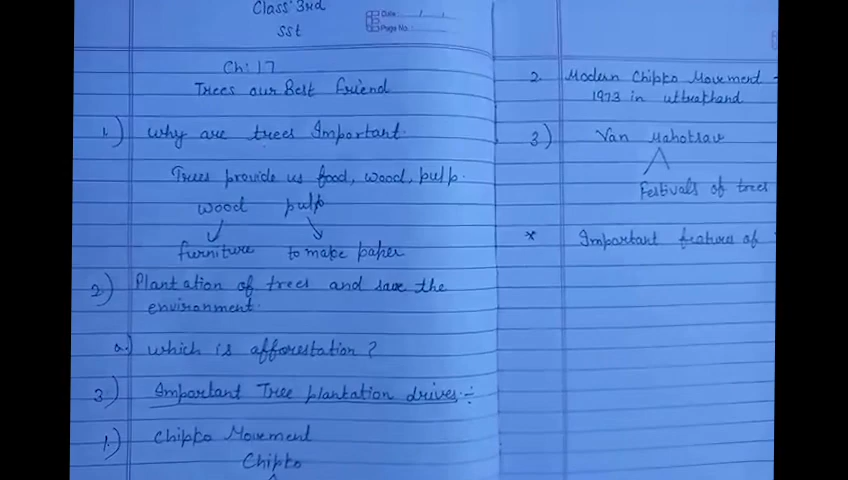 Class 3rd
SSt
Date / /
Page No.
Ch: 17
Trees our Best Friend
1.) Why are trees Important.
Trees provide us food, wood, pulp.
wood pulp
furniture to make paper
2.) Plantation of trees and save the
environment.
a.) which is afforestation?
3.) Important Tree plantation drives :-
1.) Chipko Movement
Chipko
2. Modern Chipko Movement -
1973 in uttrakhand
3) Van Mahotsav
Festivals of trees
* Important features of